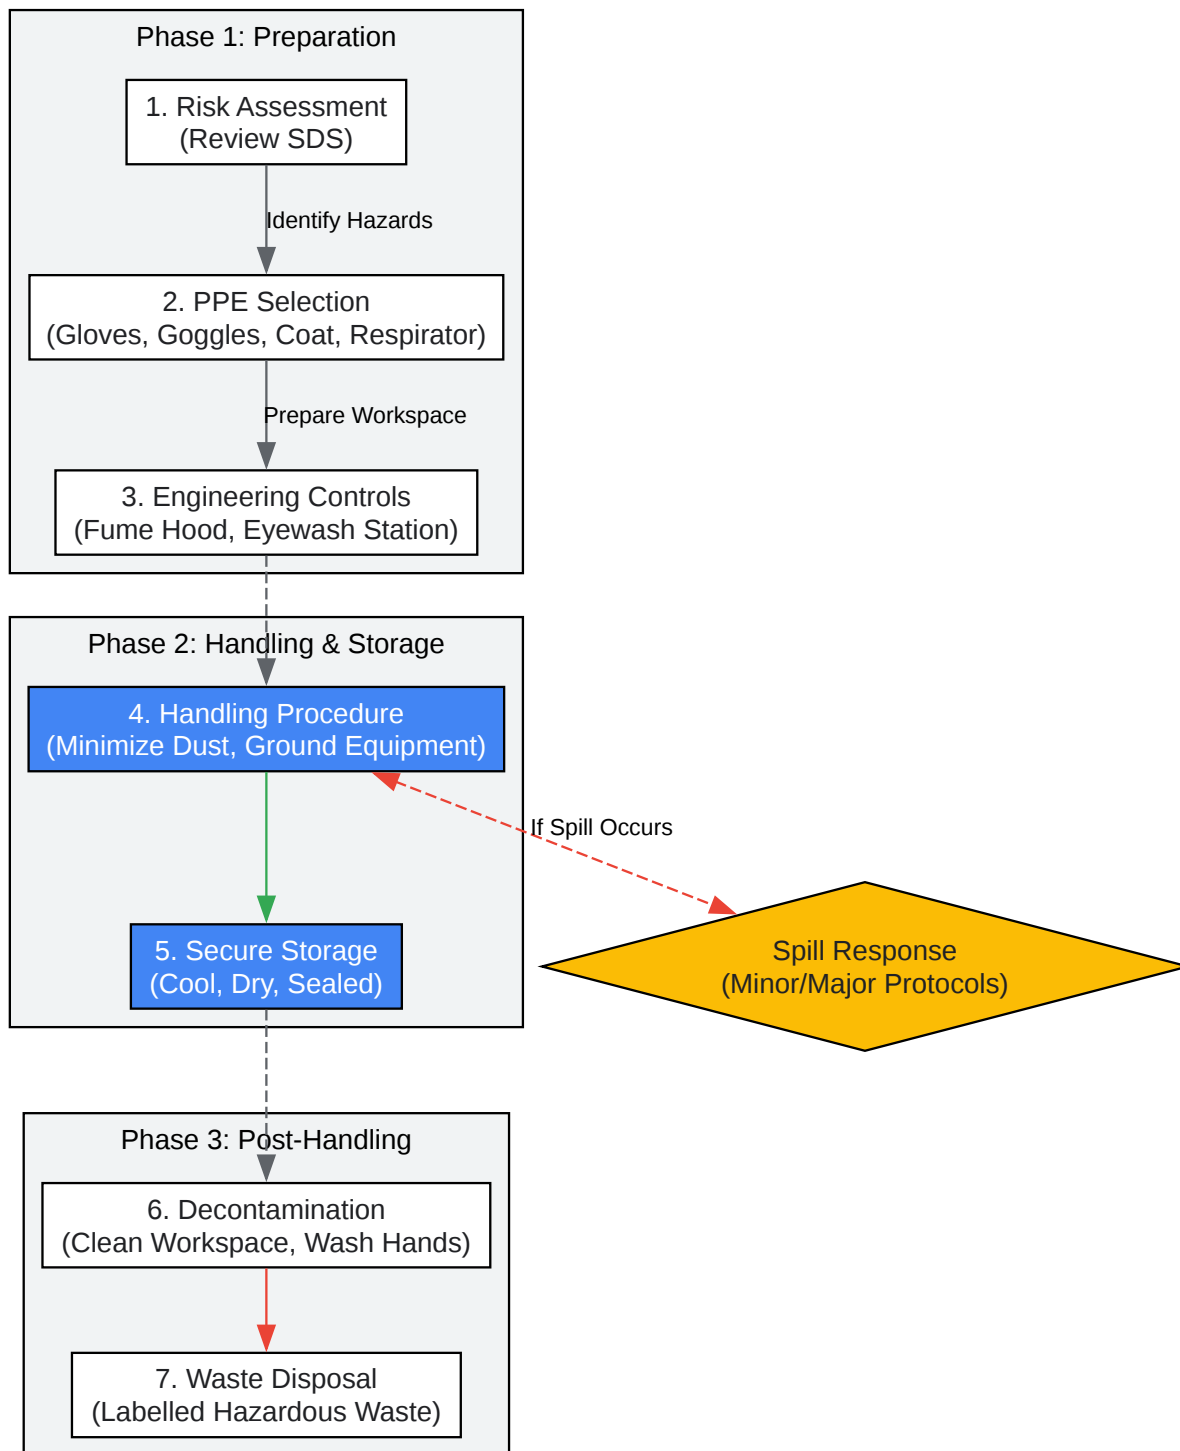 Phase 1: Preparation
1. Risk Assessment
(Review SDS)
Identify Hazards
2. PPE Selection
(Gloves, Goggles, Coat, Respirator)
Prepare Workspace
3. Engineering Controls
(Fume Hood, Eyewash Station)
Phase 2: Handling & Storage
4. Handling Procedure
(Minimize Dust, Ground Equipment)
If Spill Occurs
5. Secure Storage
(Cool, Dry, Sealed)
Spill Response
(Minor/Major Protocols)
Phase 3: Post-Handling
6. Decontamination
(Clean Workspace, Wash Hands)
7. Waste Disposal
(Labelled Hazardous Waste)